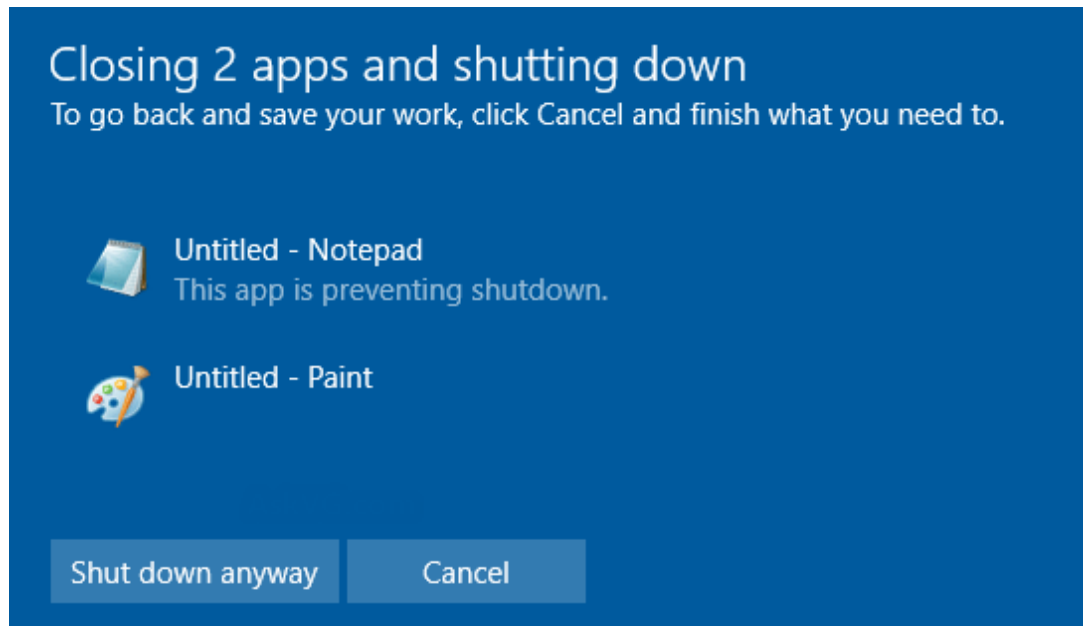 Closing 2 apps and shutting down
To go back and save your work, click Cancel and finish what you need to.
Untitled - Notepad
This app is preventing shutdown.
Untitled - Paint
Shut down anyway
Cancel